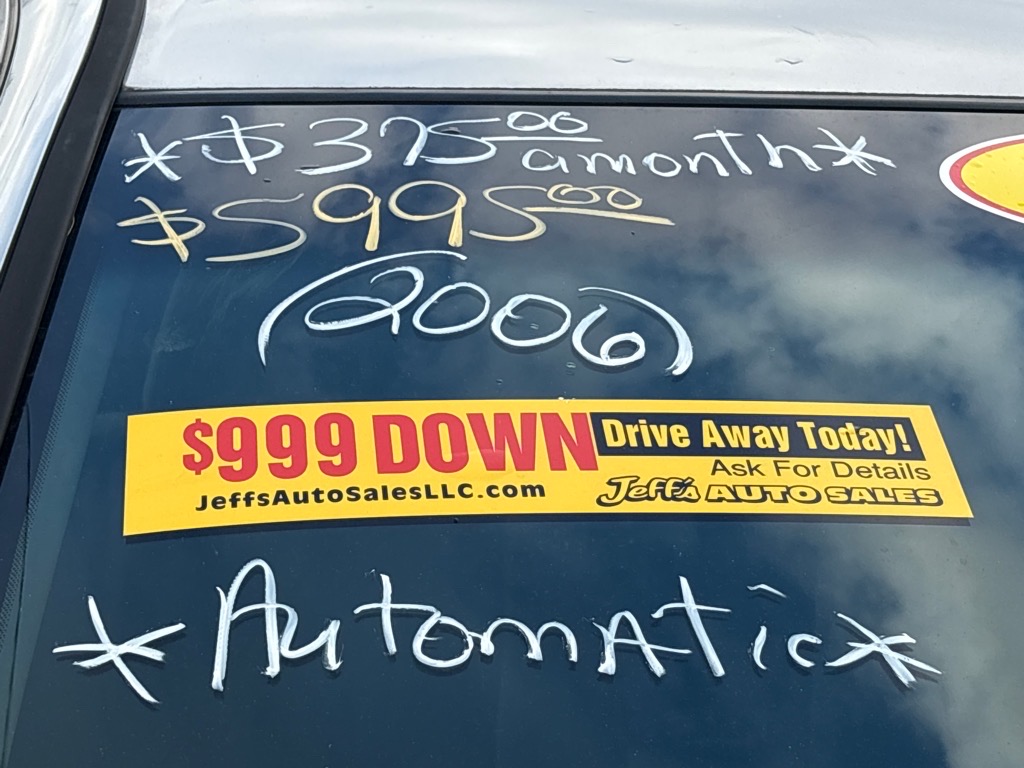 *$375.00 a month*
$5995.00
(2006)
$999 DOWN Drive Away Today!
Ask For Details
JeffsAutoSalesLLC.com Jeff's AUTO SALES
*Automatic*